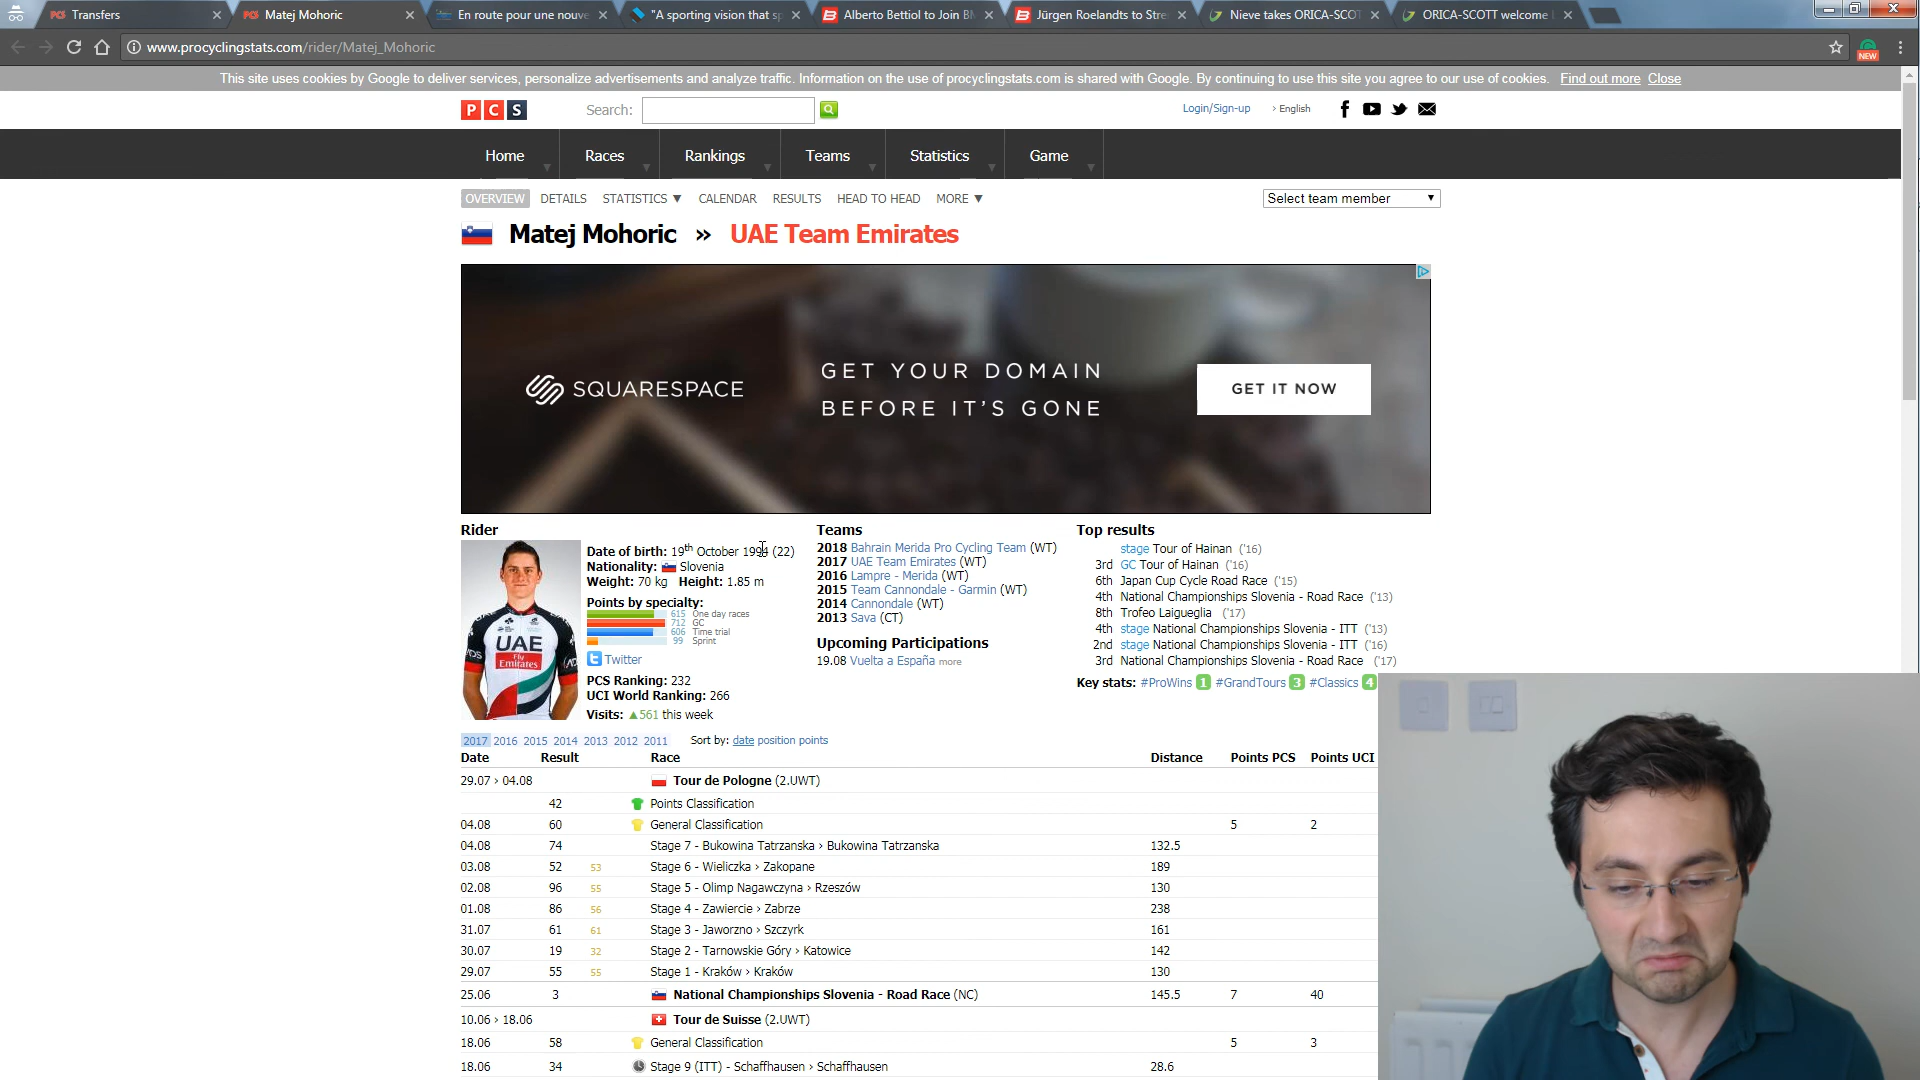 Transfers
Matej Mohoric
En route pour une nouve
"A sporting vision that sp
Alberto Bettiol to Join BM
Jürgen Roelandts to Stre
Nieve takes ORICA-SCOT
ORICA-SCOTT welcome
www.procyclingstats.com/rider/Matej_Mohoric
NEW
This site uses cookies by Google to deliver services, personalize advertisements and analyze traffic. Information on the use of procyclingstats.com is shared with Google. By continuing to use this site you agree to our use of cookies. Find out more Close
PCS Search: Login/Sign-up › English
Home Races Rankings Teams Statistics Game
OVERVIEW DETAILS STATISTICS ▼ CALENDAR RESULTS HEAD TO HEAD MORE ▼ Select team member
Matej Mohoric » UAE Team Emirates
SQUARESPACE
GET YOUR DOMAIN
BEFORE IT'S GONE
GET IT NOW
Rider
Date of birth: 19th October 1994 (22)
Nationality: Slovenia
Weight: 70 kg Height: 1.85 m
Points by specialty:
615 One day races
712 GC
606 Time trial
99 Sprint
Twitter
PCS Ranking: 232
UCI World Ranking: 266
Visits: ▲561 this week
UAE
Fly
Emirates
Teams
2018 Bahrain Merida Pro Cycling Team (WT)
2017 UAE Team Emirates (WT)
2016 Lampre - Merida (WT)
2015 Team Cannondale - Garmin (WT)
2014 Cannondale (WT)
2013 Sava (CT)
Upcoming Participations
19.08 Vuelta a España more
Top results
stage Tour of Hainan ('16)
3rd GC Tour of Hainan ('16)
6th Japan Cup Cycle Road Race ('15)
4th National Championships Slovenia - Road Race ('13)
8th Trofeo Laigueglia ('17)
4th stage National Championships Slovenia - ITT ('13)
2nd stage National Championships Slovenia - ITT ('16)
3rd National Championships Slovenia - Road Race ('17)
Key stats: #ProWins 1 #GrandTours 3 #Classics 4
2017 2016 2015 2014 2013 2012 2011 Sort by: date position points
Date Result Race Distance Points PCS Points UCI
29.07 › 04.08 Tour de Pologne (2.UWT)
42 Points Classification
04.08 60 General Classification 5 2
04.08 74 Stage 7 - Bukowina Tatrzanska › Bukowina Tatrzanska 132.5
03.08 52 53 Stage 6 - Wieliczka › Zakopane 189
02.08 96 55 Stage 5 - Olimp Nagawczyna › Rzeszów 130
01.08 86 56 Stage 4 - Zawiercie › Zabrze 238
31.07 61 61 Stage 3 - Jaworzno › Szczyrk 161
30.07 19 32 Stage 2 - Tarnowskie Góry › Katowice 142
29.07 55 55 Stage 1 - Kraków › Kraków 130
25.06 3 National Championships Slovenia - Road Race (NC) 145.5 7 40
10.06 › 18.06 Tour de Suisse (2.UWT)
18.06 58 General Classification 5 3
18.06 34 Stage 9 (ITT) - Schaffhausen › Schaffhausen 28.6